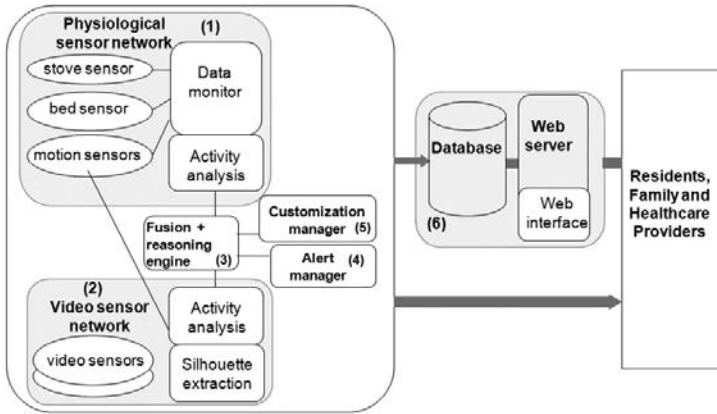 Physiological (1)
sensor network
stove sensor
bed sensor
motion sensors
Data
monitor
Activity
analysis
Fusion +
reasoning
engine (3)
Customization
manager (5)
Alert (4)
manager
(2)
Video sensor
network
video sensors
Activity
analysis
Silhouette
extraction
Database
(6)
Web
server
Web
interface
Residents,
Family and
Healthcare
Providers